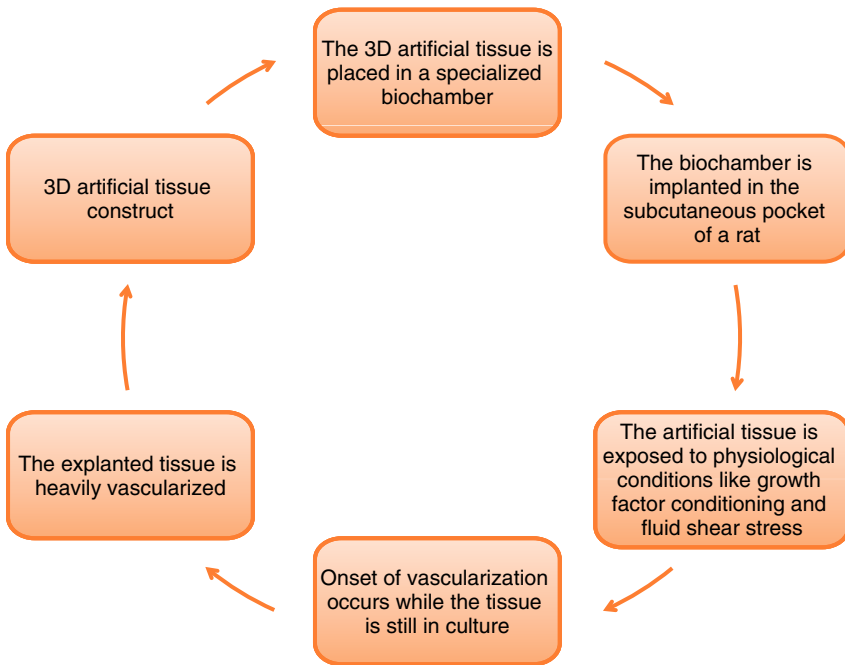 The 3D artificial tissue is
placed in a specialized
biochamber
The biochamber is
implanted in the
subcutaneous pocket
of a rat
The artificial tissue is
exposed to physiological
conditions like growth
factor conditioning and
fluid shear stress
Onset of vascularization
occurs while the tissue
is still in culture
The explanted tissue is
heavily vascularized
3D artificial tissue
construct